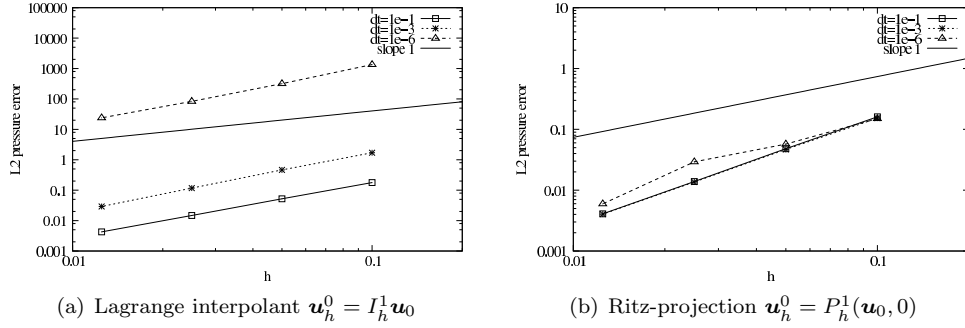 100000
10000
1000
100
10
1
0.1
0.01
0.001
0.01
0.1
L2 pressure error
h
dt=1e-1
dt=1e-3
dt=1e-6
slope 1
10
1
0.1
0.01
0.001
0.01
0.1
L2 pressure error
h
dt=1e-1
dt=1e-3
dt=1e-6
slope 1
(a) Lagrange interpolant u_h^0 = I_h^1 u_0
(b) Ritz-projection u_h^0 = P_h^1(u_0, 0)